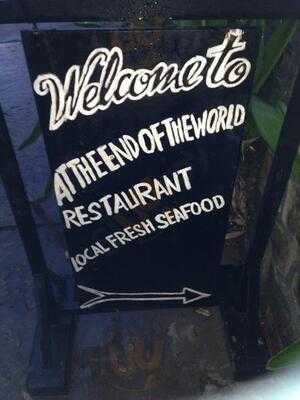 Welcome to
AT THE END OF THE WORLD
RESTAURANT
LOCAL FRESH SEAFOOD